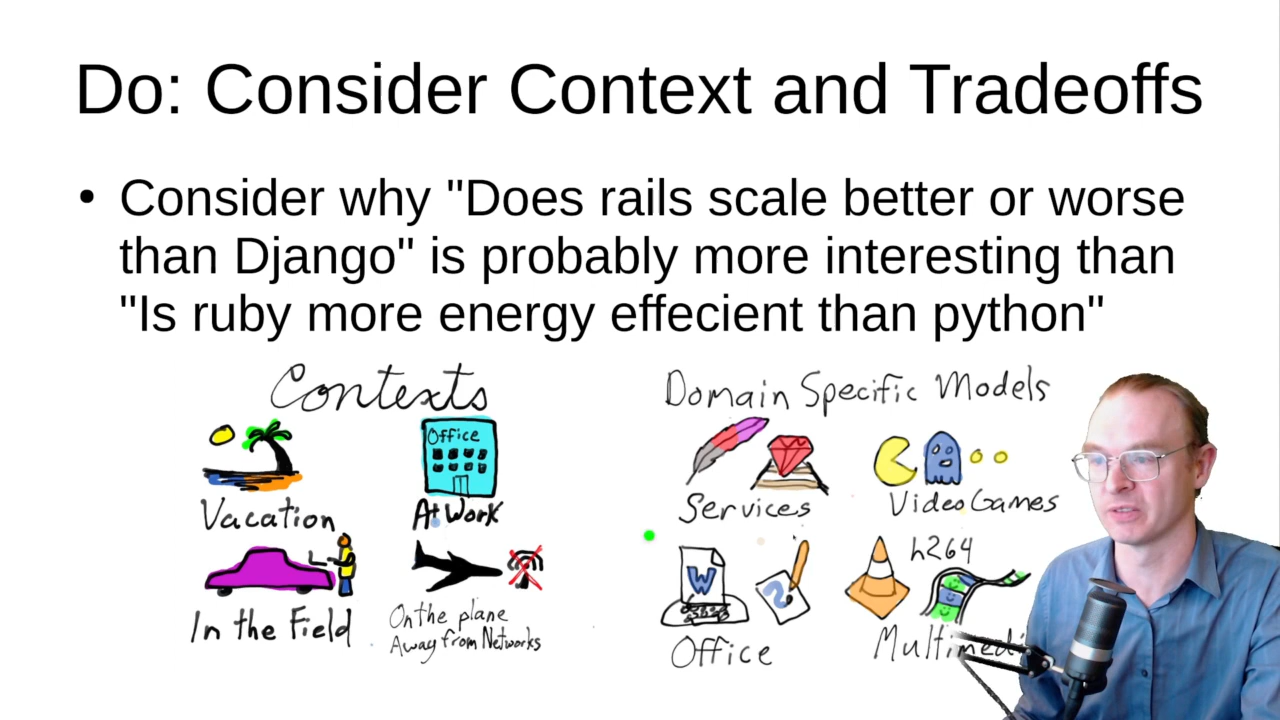 Do: Consider Context and Tradeoffs
• Consider why "Does rails scale better or worse
than Django" is probably more interesting than
"Is ruby more energy effecient than python"
Contexts
Office
Vacation
At Work
In the Field
On the plane
Away from Networks
Domain Specific Models
Services
Video Games
W
Office
h264
Multimedi